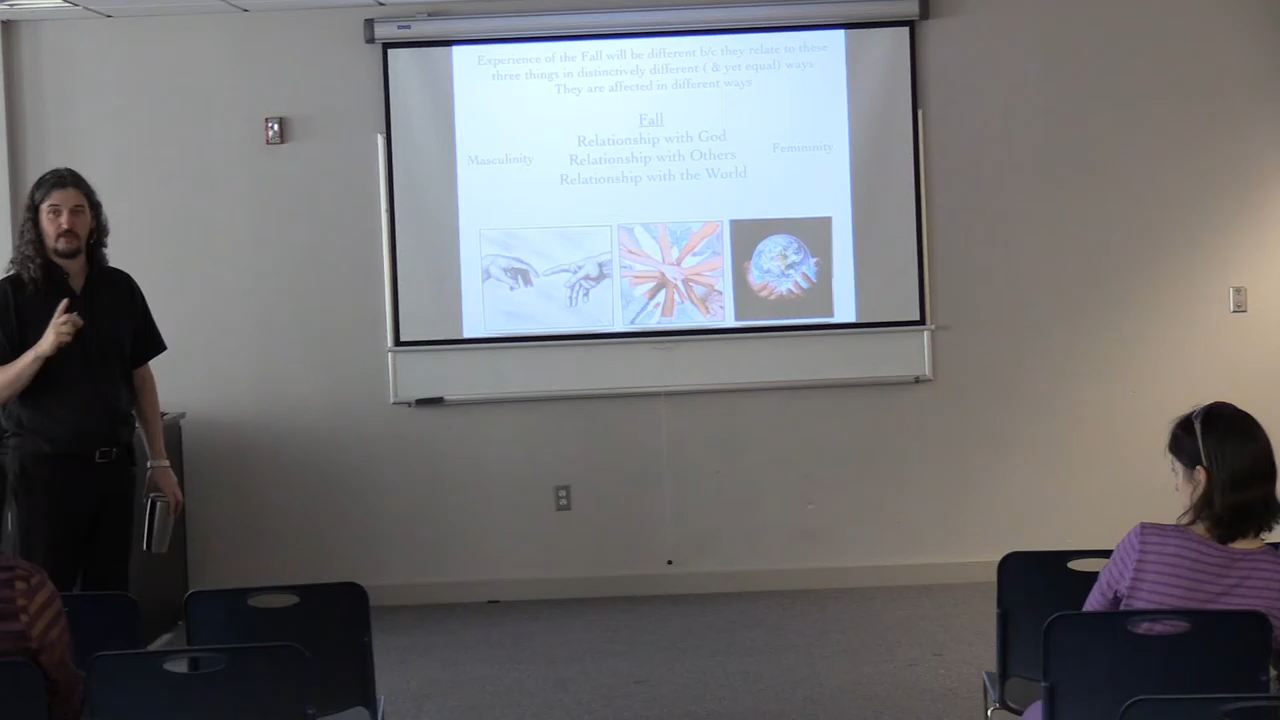 Experience of the Fall will be different b/c they relate to these
three things in distinctively different ( & yet equal) ways
They are affected in different ways
Fall
Relationship with God
Masculinity Relationship with Others Femininity
Relationship with the World